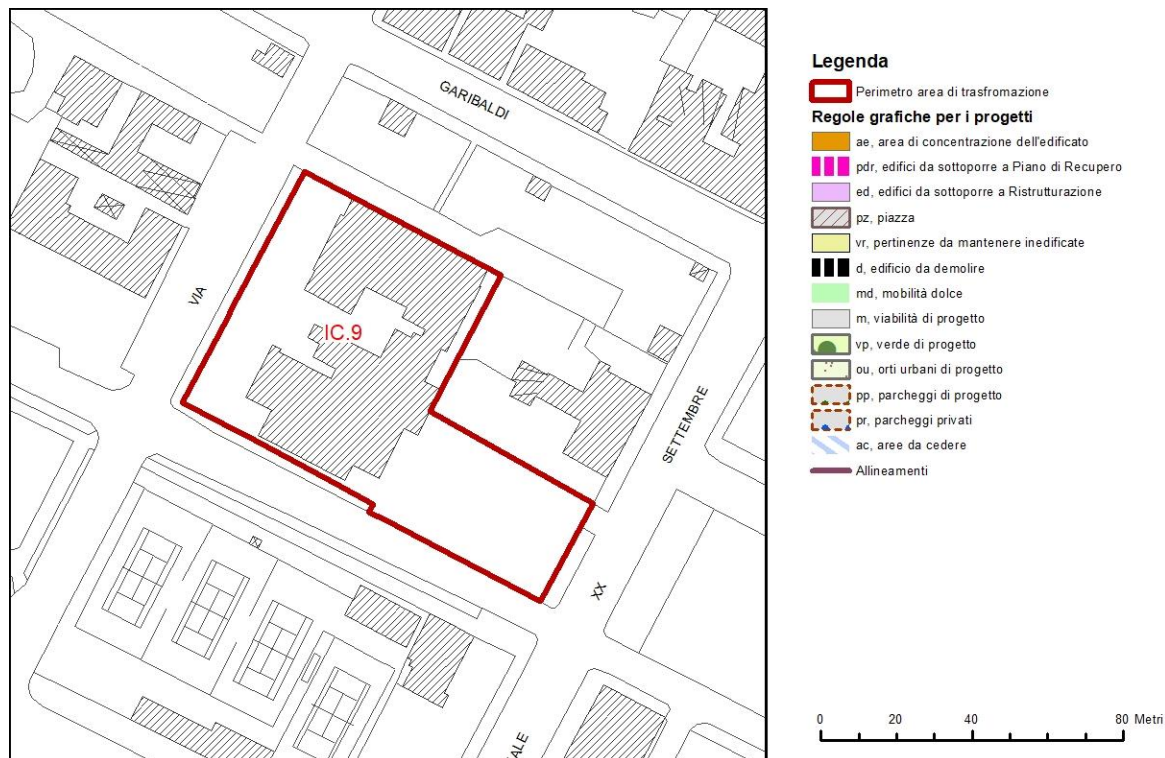 GARIBALDI
VIA
IC.9
SETTEMBRE
XX
ALE
Legenda
Perimetro area di trasfromazione
Regole grafiche per i progetti
ae, area di concentrazione dell'edificato
pdr, edifici da sottoporre a Piano di Recupero
ed, edifici da sottoporre a Ristrutturazione
pz, piazza
vr, pertinenze da mantenere inedificate
d, edificio da demolire
md, mobilità dolce
m, viabilità di progetto
vp, verde di progetto
ou, orti urbani di progetto
pp, parcheggi di progetto
pr, parcheggi privati
ac, aree da cedere
Allineamenti
0 20 40 80 Metri